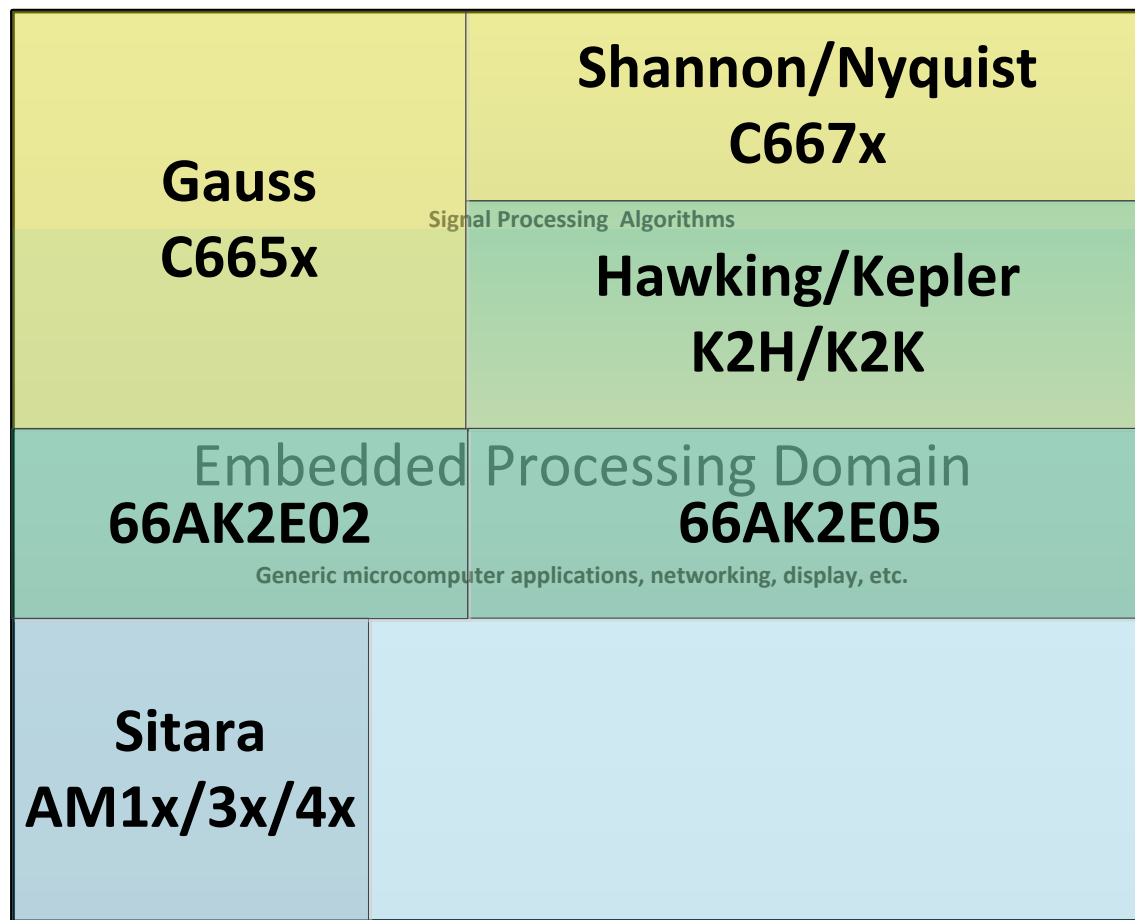 Shannon/Nyquist
C667x
Gauss
C665x
Signal Processing  Algorithms
Hawking/Kepler
K2H/K2K
Embedded Processing Domain
66AK2E02
66AK2E05
Generic microcomputer applications, networking, display, etc.
Sitara
AM1x/3x/4x